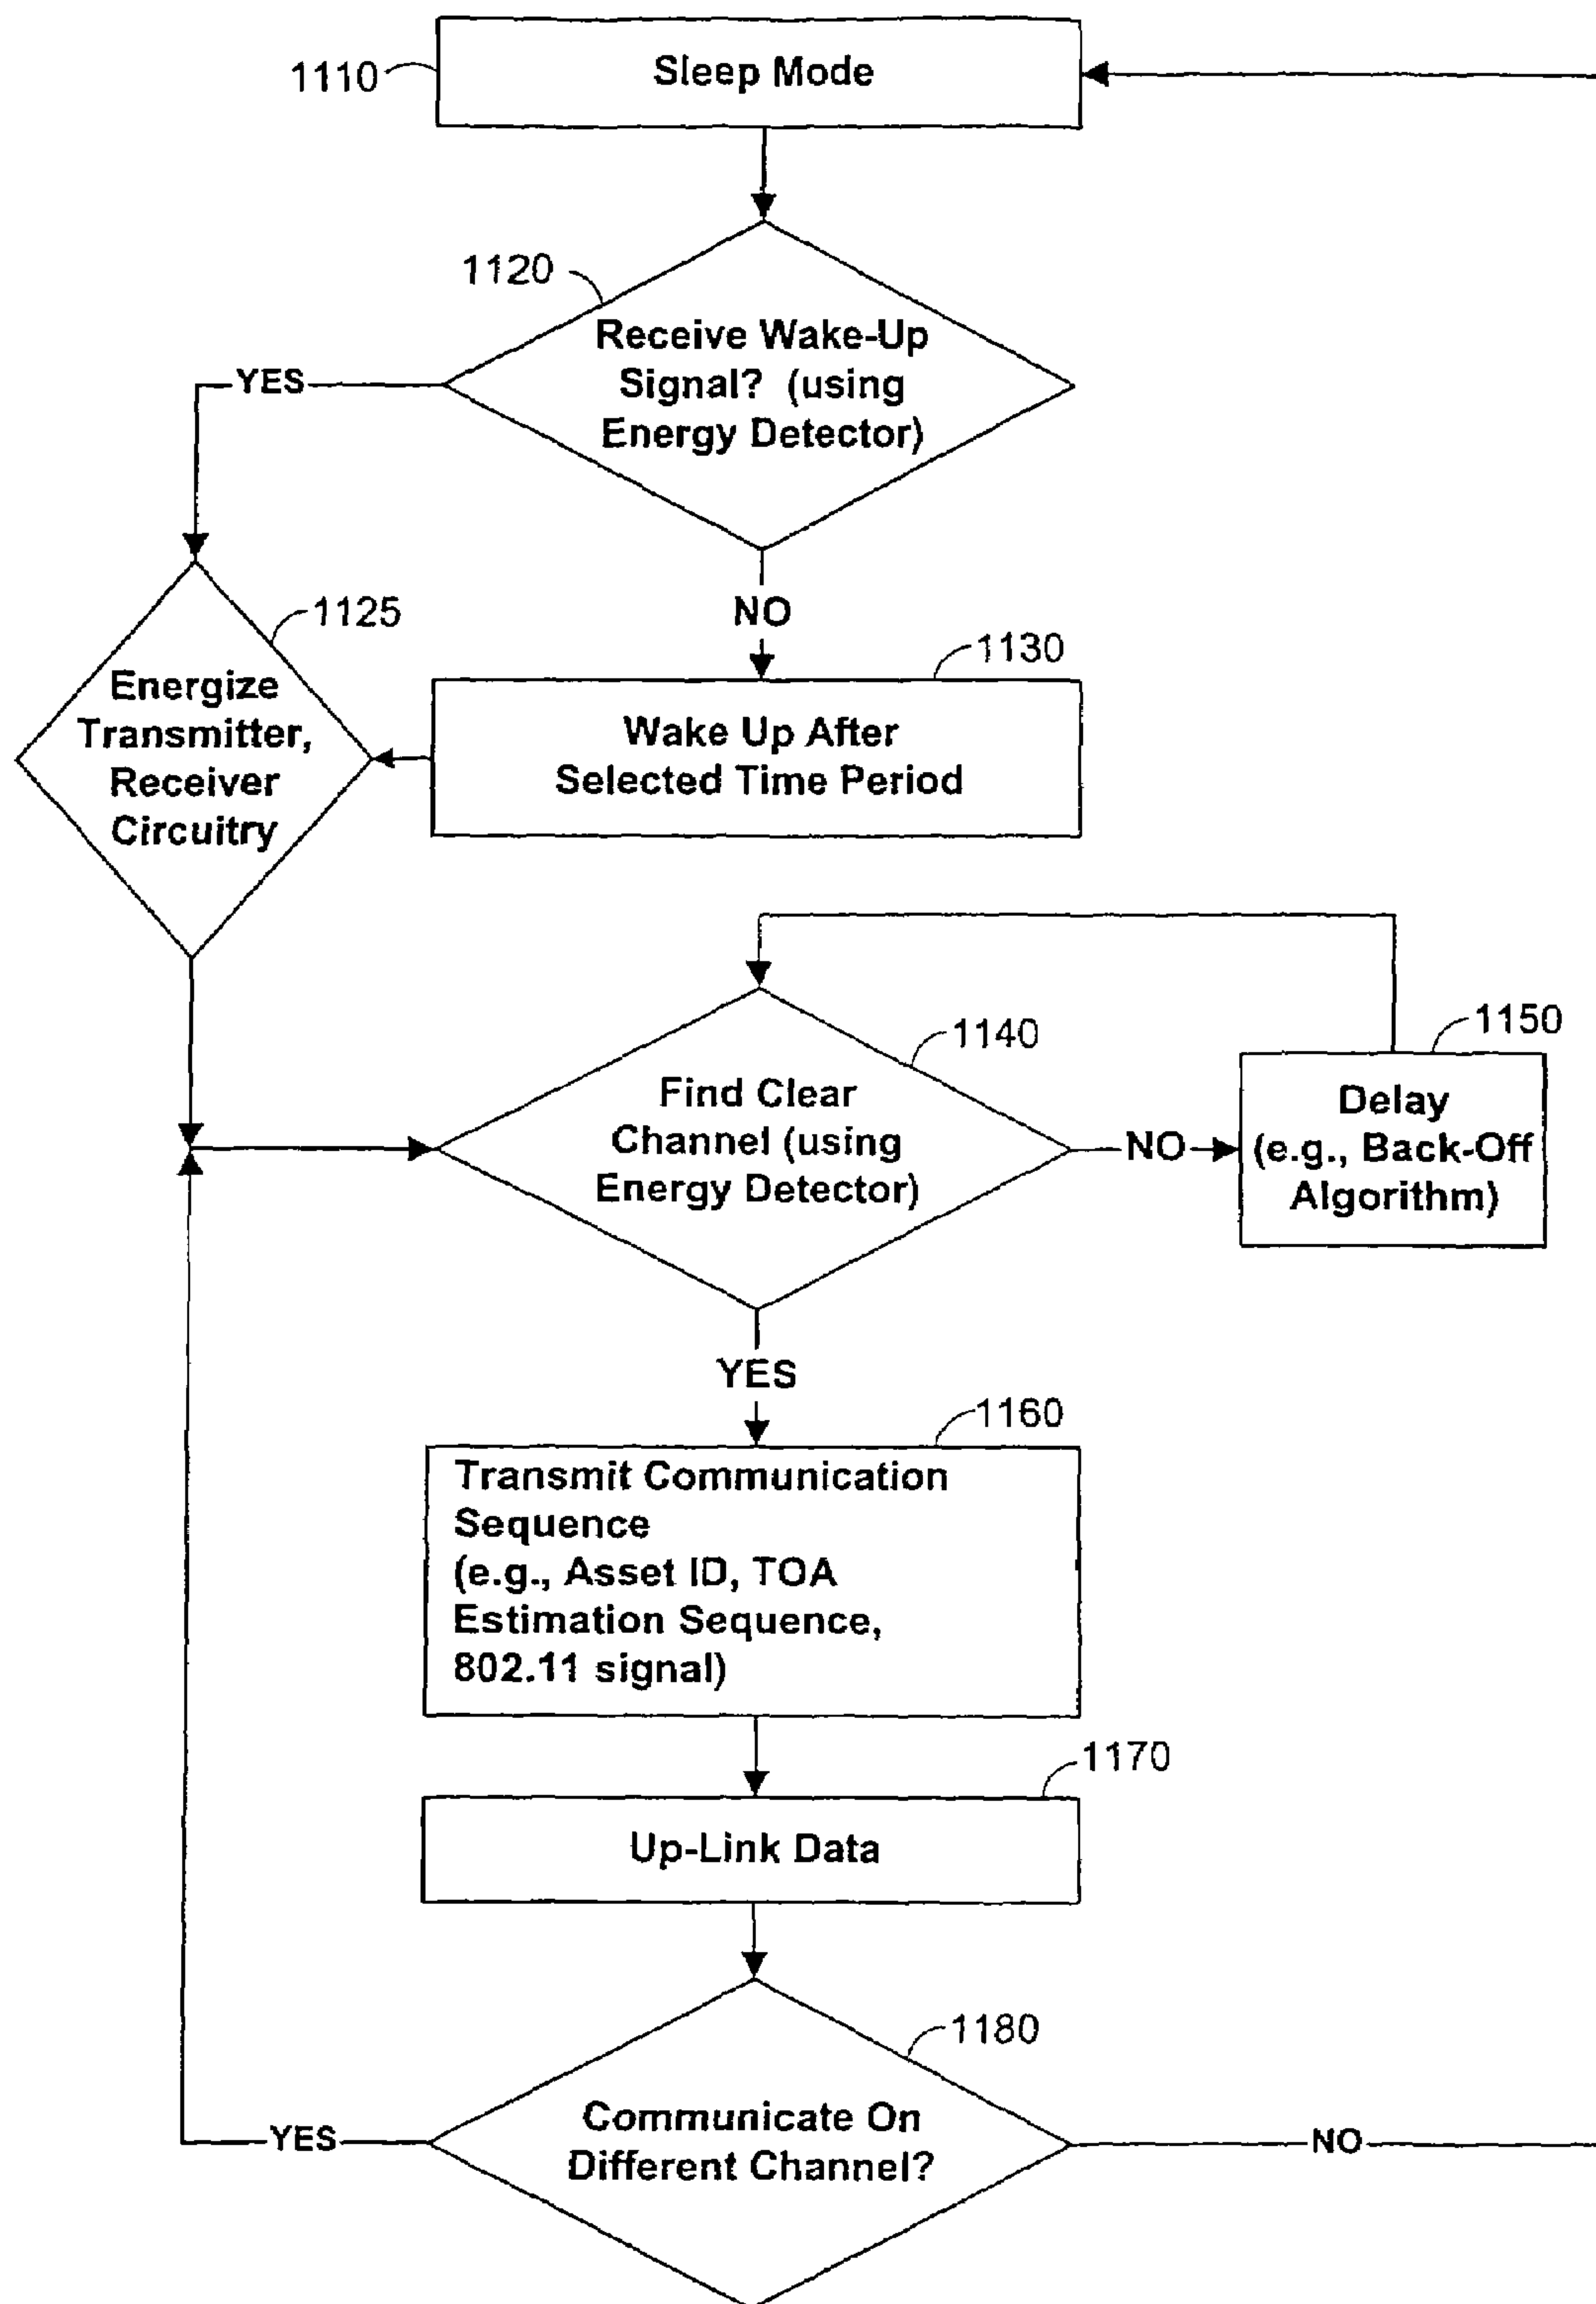 1110
Sleep Mode
1120
Receive Wake-Up
Signal? (using
Energy Detector)
YES
NO
1125
Energize
Transmitter,
Receiver
Circuitry
1130
Wake Up After
Selected Time Period
1140
Find Clear
Channel (using
Energy Detector)
NO
1150
Delay
(e.g., Back-Off
Algorithm)
YES
1160
Transmit Communication
Sequence
(e.g., Asset ID, TOA
Estimation Sequence,
802.11 signal)
1170
Up-Link Data
1180
Communicate On
Different Channel?
YES
NO